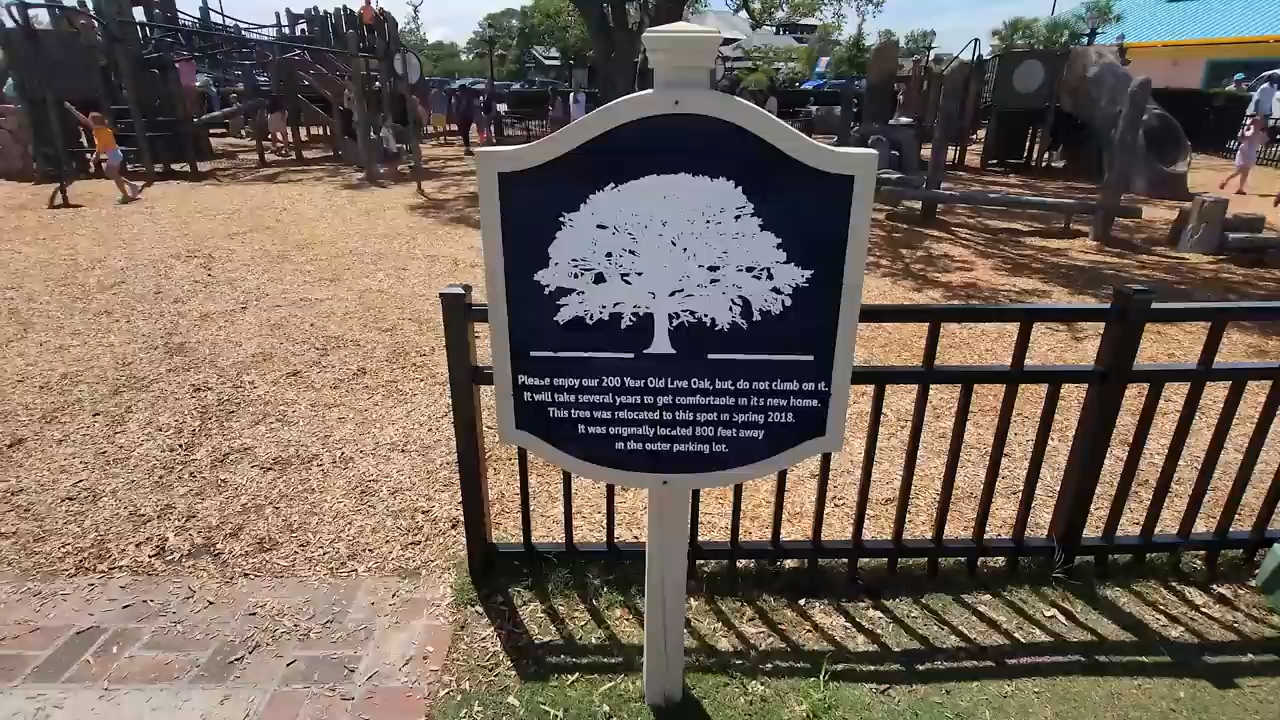 Please enjoy our 200 Year Old Live Oak, but, do not climb on it.
It will take several years to get comfortable in it's new home.
This tree was relocated to this spot in Spring 2018.
It was originally located 800 feet away
in the outer parking lot.